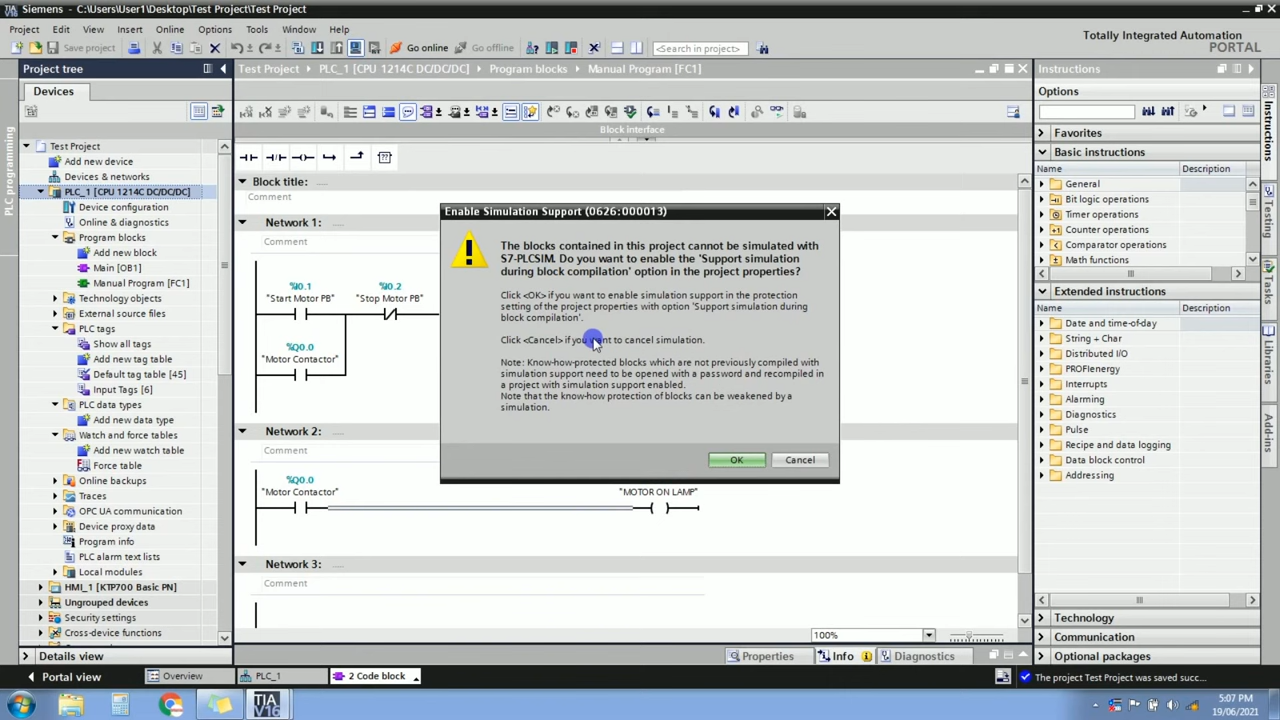 Siemens - C:\Users\User1\Desktop\Test Project\Test Project
Project Edit View Insert Online Options Tools Window Help
Save project Go online Go offline <Search in project>
Totally Integrated Automation
PORTAL
Project tree
Devices
PLC programming
Test Project
Add new device
Devices & networks
PLC_1 [CPU 1214C DC/DC/DC]
Device configuration
Online & diagnostics
Program blocks
Add new block
Main [OB1]
Manual Program [FC1]
Technology objects
External source files
PLC tags
Show all tags
Add new tag table
Default tag table [45]
Input Tags [6]
PLC data types
Add new data type
Watch and force tables
Add new watch table
Force table
Online backups
Traces
OPC UA communication
Device proxy data
Program info
PLC alarm text lists
Local modules
HMI_1 [KTP700 Basic PN]
Ungrouped devices
Security settings
Cross-device functions
Details view
Test Project PLC_1 [CPU 1214C DC/DC/DC] Program blocks Manual Program [FC1]
Block interface
Block title: .....
Comment
Network 1: .....
Comment
%I0.1
"Start Motor PB"
%I0.2
"Stop Motor PB"
%Q0.0
"Motor Contactor"
Network 2: .....
Comment
%Q0.0
"Motor Contactor"
"MOTOR ON LAMP"
Network 3: .....
Comment
100%
Properties Info Diagnostics
Enable Simulation Support (0626:000013)
The blocks contained in this project cannot be simulated with
S7-PLCSIM. Do you want to enable the 'Support simulation
during block compilation' option in the project properties?
Click <OK> if you want to enable simulation support in the protection
setting of the project properties with option 'Support simulation during
block compilation'.
Click <Cancel> if you want to cancel simulation.
Note: Know-how-protected blocks which are not previously compiled with
simulation support need to be opened with a password and recompiled in
a project with simulation support enabled.
Note that the know-how protection of blocks can be weakened by a
simulation.
OK Cancel
Instructions
Options
Favorites
Basic instructions
Name Description
General
Bit logic operations
Timer operations
Counter operations
Comparator operations
Math functions
Extended instructions
Name Description
Date and time-of-day
String + Char
Distributed I/O
PROFIenergy
Interrupts
Alarming
Diagnostics
Pulse
Recipe and data logging
Data block control
Addressing
Technology
Communication
Optional packages
Instructions
Testing
Tasks
Libraries
Add-ins
Portal view Overview PLC_1 2 Code block
The project Test Project was saved succ...
TIA
V16
5:07 PM
19/06/2021